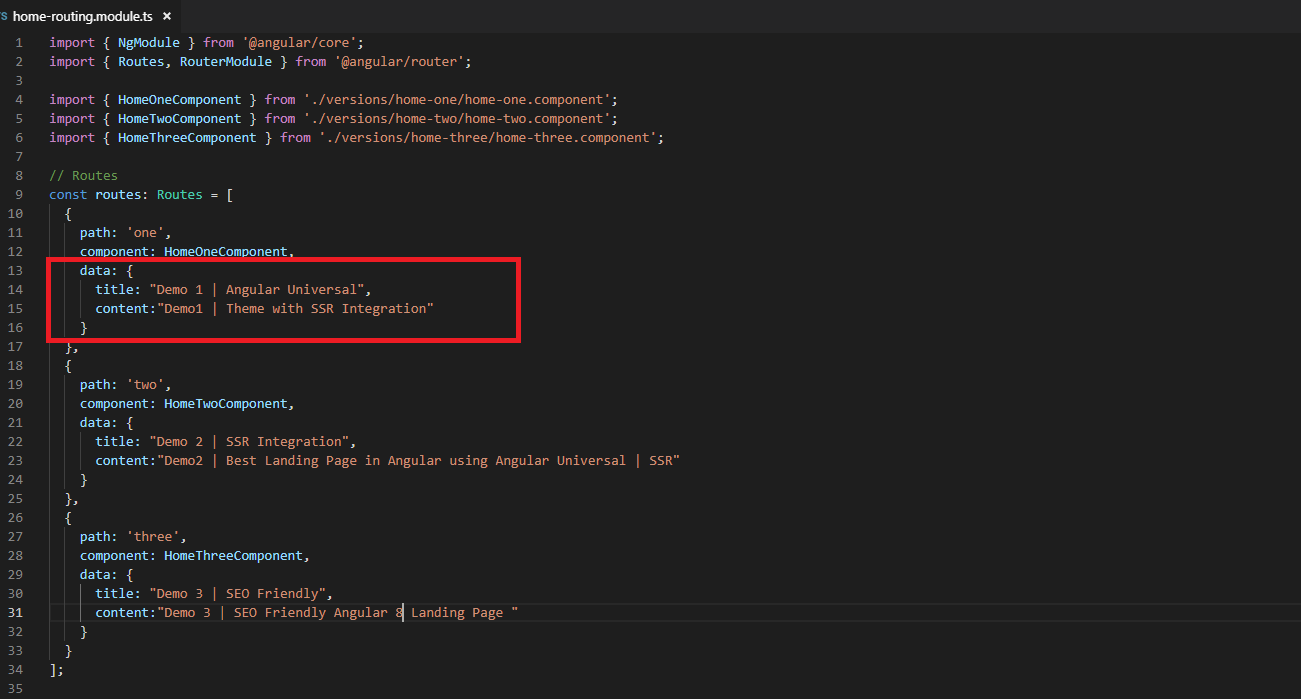 TS home-routing.module.ts ×
1 import { NgModule } from '@angular/core';
2 import { Routes, RouterModule } from '@angular/router';
3
4 import { HomeOneComponent } from './versions/home-one/home-one.component';
5 import { HomeTwoComponent } from './versions/home-two/home-two.component';
6 import { HomeThreeComponent } from './versions/home-three/home-three.component';
7
8 // Routes
9 const routes: Routes = [
10 {
11 path: 'one',
12 component: HomeOneComponent,
13 data: {
14 title: "Demo 1 | Angular Universal",
15 content:"Demo1 | Theme with SSR Integration"
16 }
17 },
18 {
19 path: 'two',
20 component: HomeTwoComponent,
21 data: {
22 title: "Demo 2 | SSR Integration",
23 content:"Demo2 | Best Landing Page in Angular using Angular Universal | SSR"
24 }
25 },
26 {
27 path: 'three',
28 component: HomeThreeComponent,
29 data: {
30 title: "Demo 3 | SEO Friendly",
31 content:"Demo 3 | SEO Friendly Angular 8 Landing Page "
32 }
33 }
34 ];
35